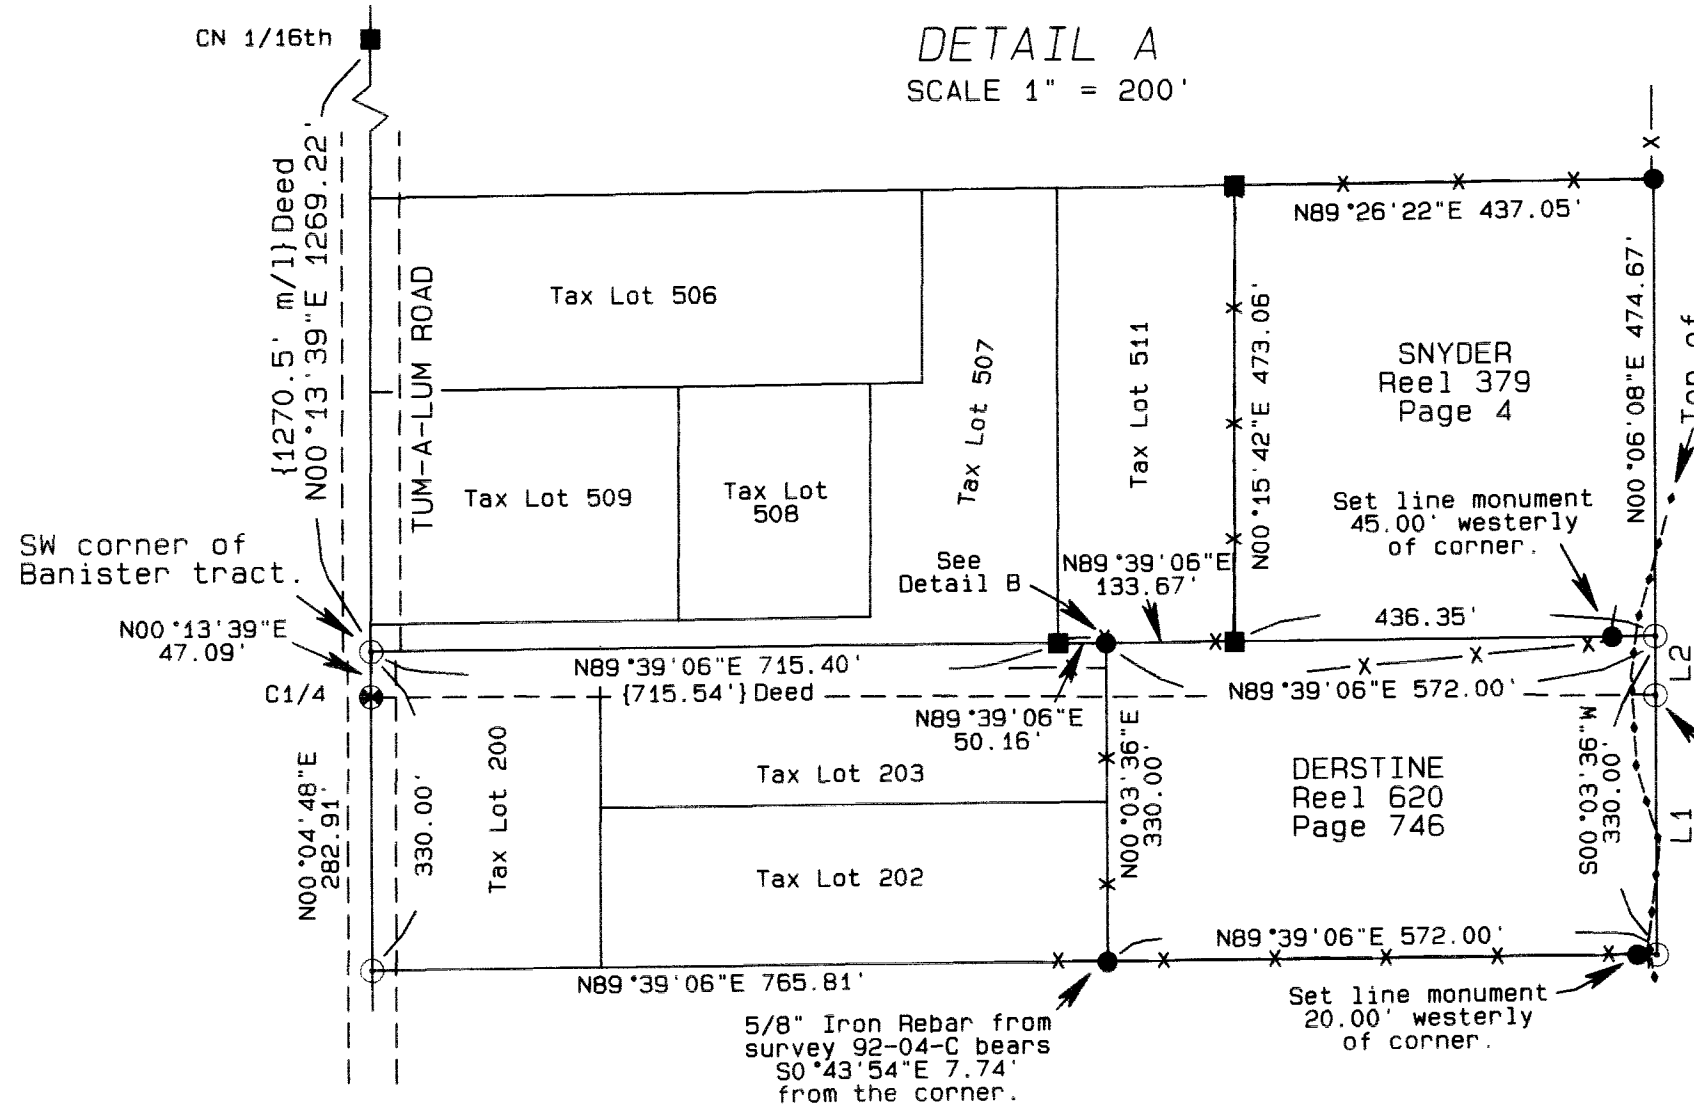 DETAIL A
SCALE 1" = 200'
CN 1/16th
{1270.5' m/l}Deed
N00°13'39"E 1269.22'
TUM-A-LUM ROAD
N89°26'22"E 437.05'
Tax Lot 506
Tax Lot 507
Tax Lot 511
N00°15'42"E 473.06'
SNYDER
Reel 379
Page 4
N00°06'08"E 474.67'
Top of
Tax Lot 509
Tax Lot
508
Set line monument
45.00' westerly
of corner.
SW corner of
Banister tract.
See
Detail B
N89°39'06"E
133.67'
436.35'
N00°13'39"E
47.09'
N89°39'06"E 715.40'
{715.54'}Deed
C1/4
N89°39'06"E 572.00'
L2
N89°39'06"E
50.16'
N00°04'48"E
282.91'
330.00'
Tax Lot 200
Tax Lot 203
Tax Lot 202
N00°03'36"E
330.00'
DERSTINE
Reel 620
Page 746
S00°03'36"W
330.00'
L1
N89°39'06"E 572.00'
N89°39'06"E 765.81'
5/8" Iron Rebar from
survey 92-04-C bears
S0°43'54"E 7.74'
from the corner.
Set line monument
20.00' westerly
of corner.